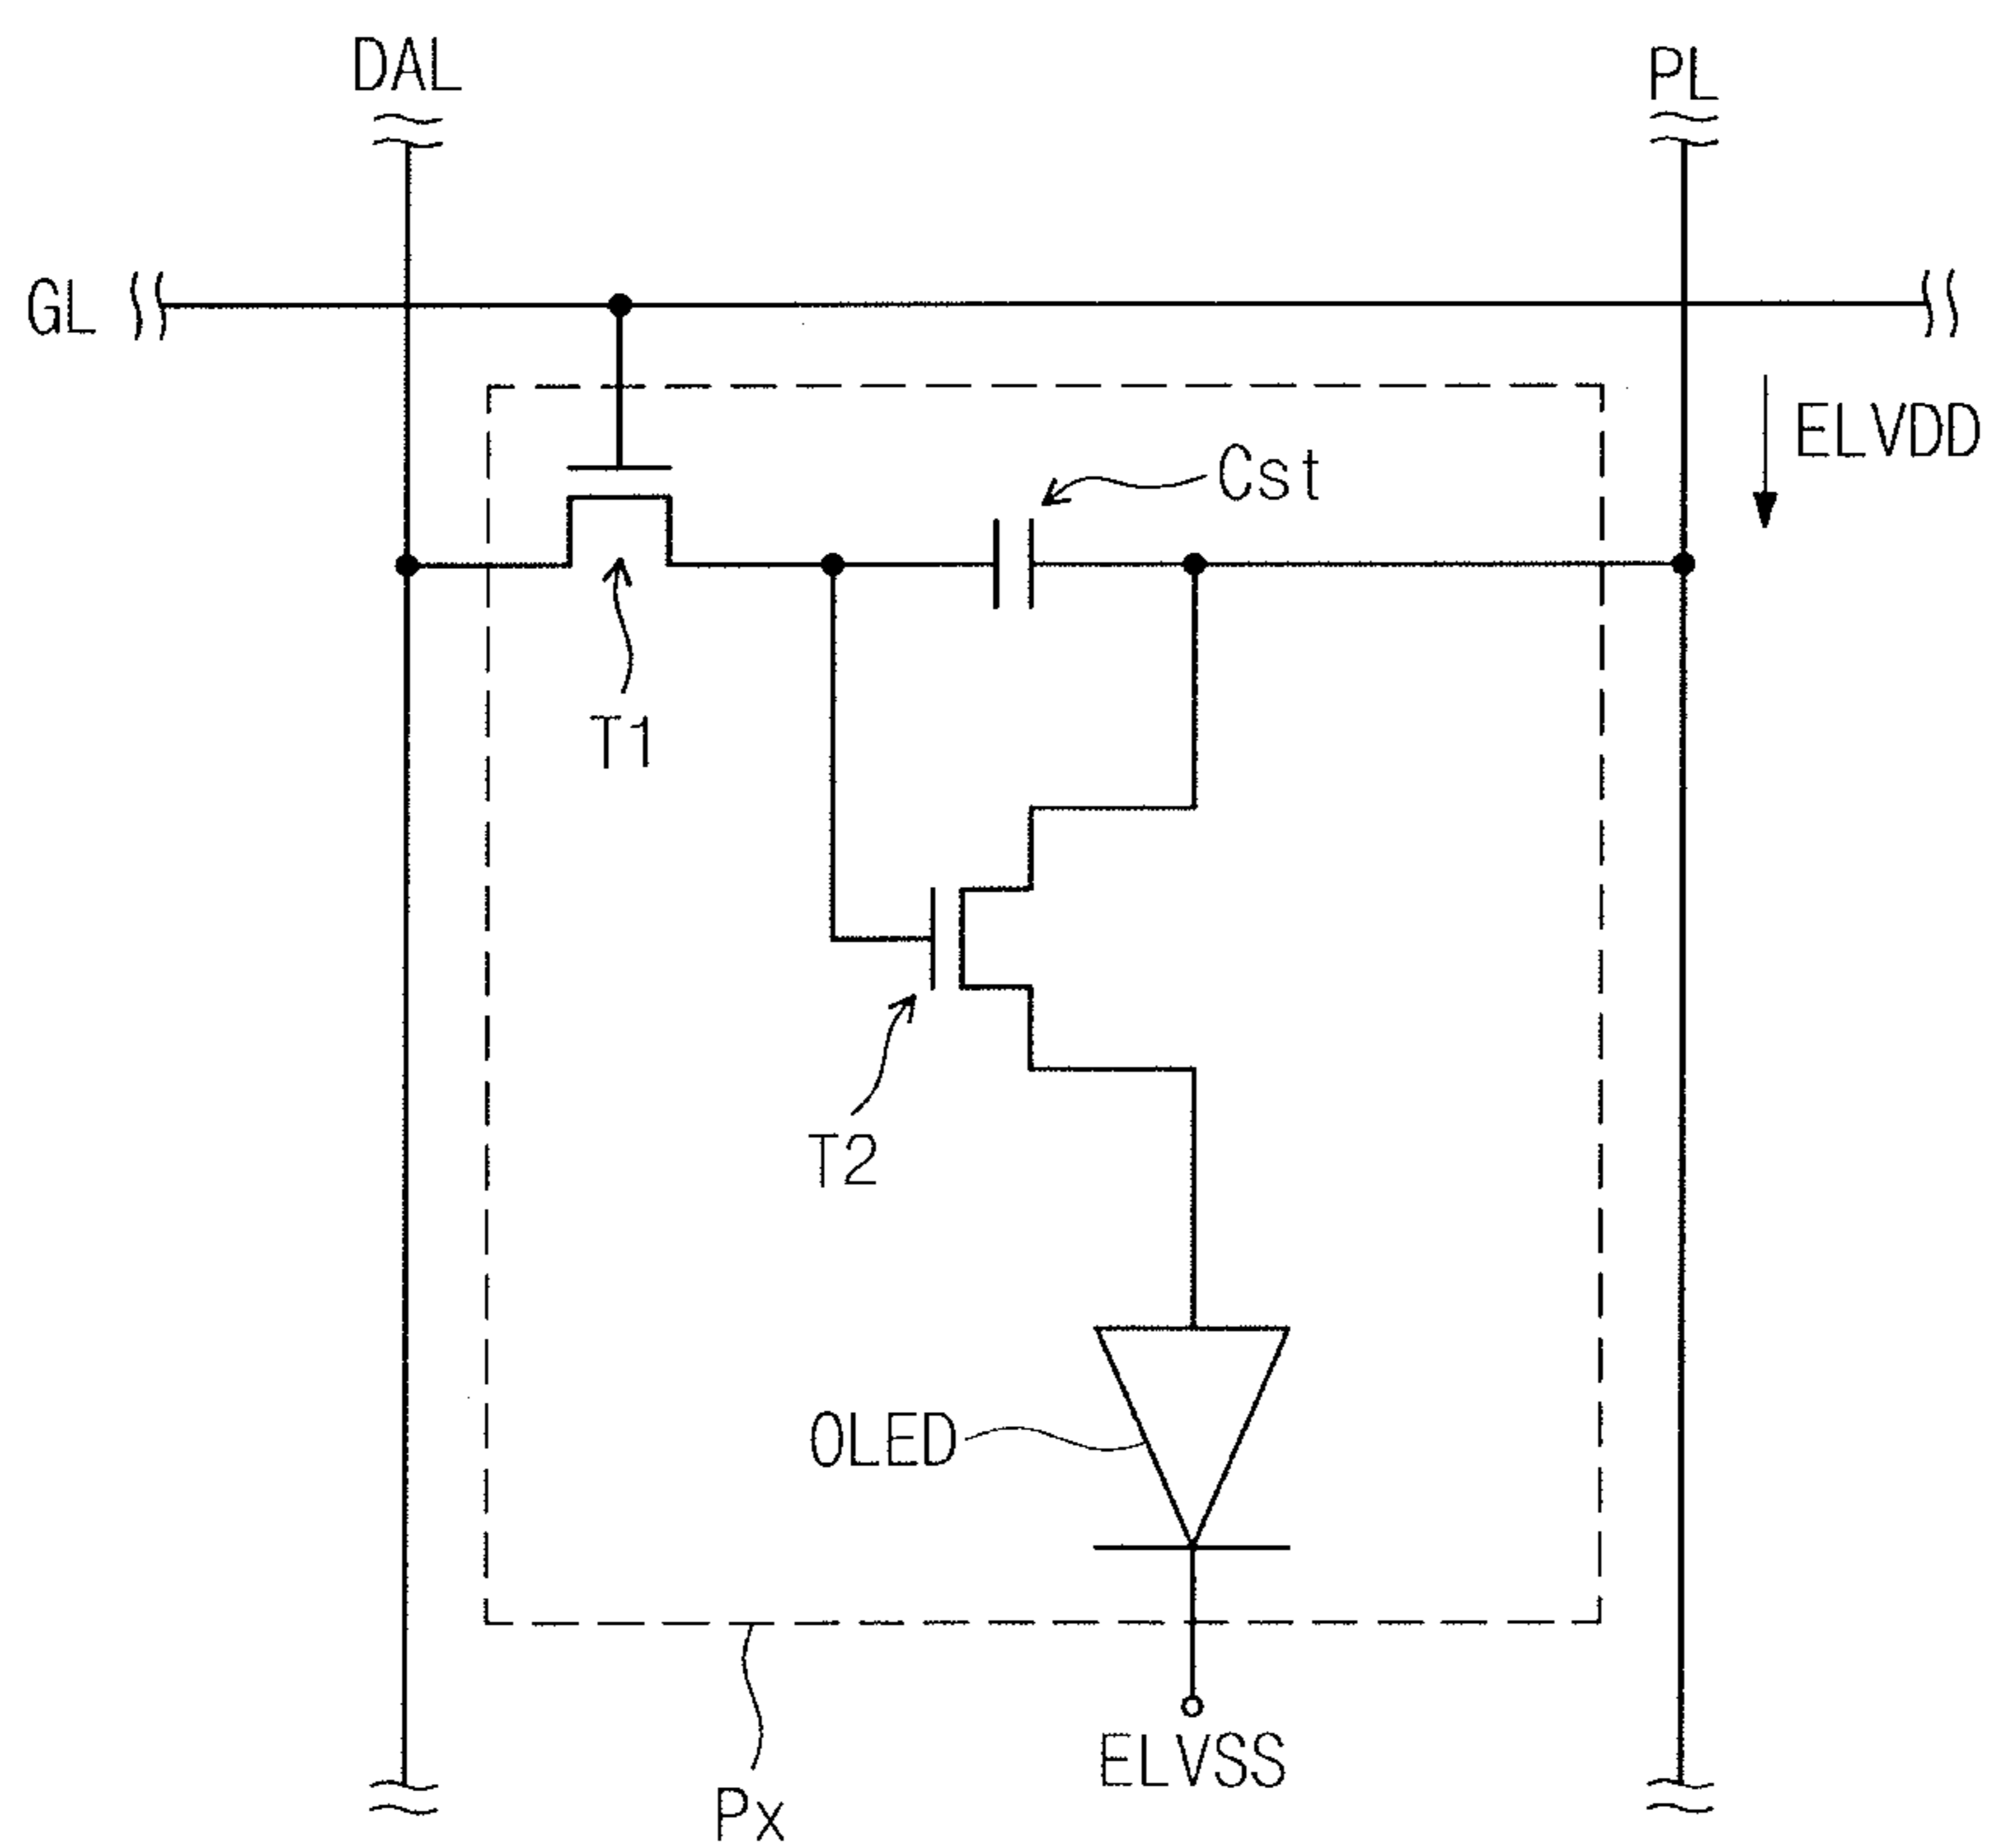 DAL
PL
GL
ELVDD
Cst
T1
T2
OLED
ELVSS
Px